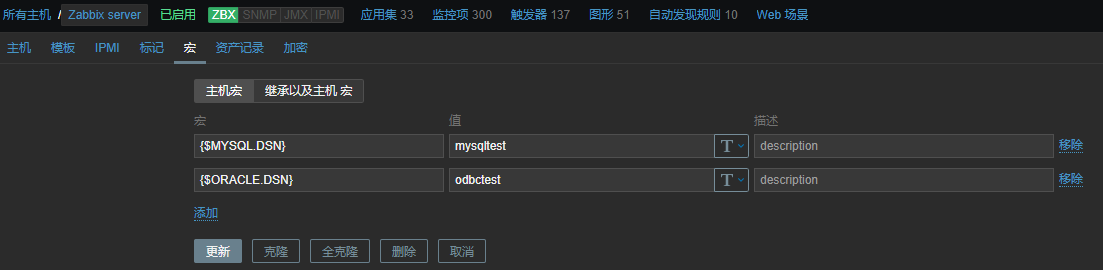 所有主机 / Zabbix server 已启用 ZBX SNMP JMX IPMI 应用集 33 监控项 300 触发器 137 图形 51 自动发现规则 10 Web 场景
主机 模板 IPMI 标记 宏 资产记录 加密
主机宏 继承以及主机 宏
宏 值 描述
{$MYSQL.DSN} mysqltest T description 移除
{$ORACLE.DSN} odbctest T description 移除
添加
更新 克隆 全克隆 删除 取消